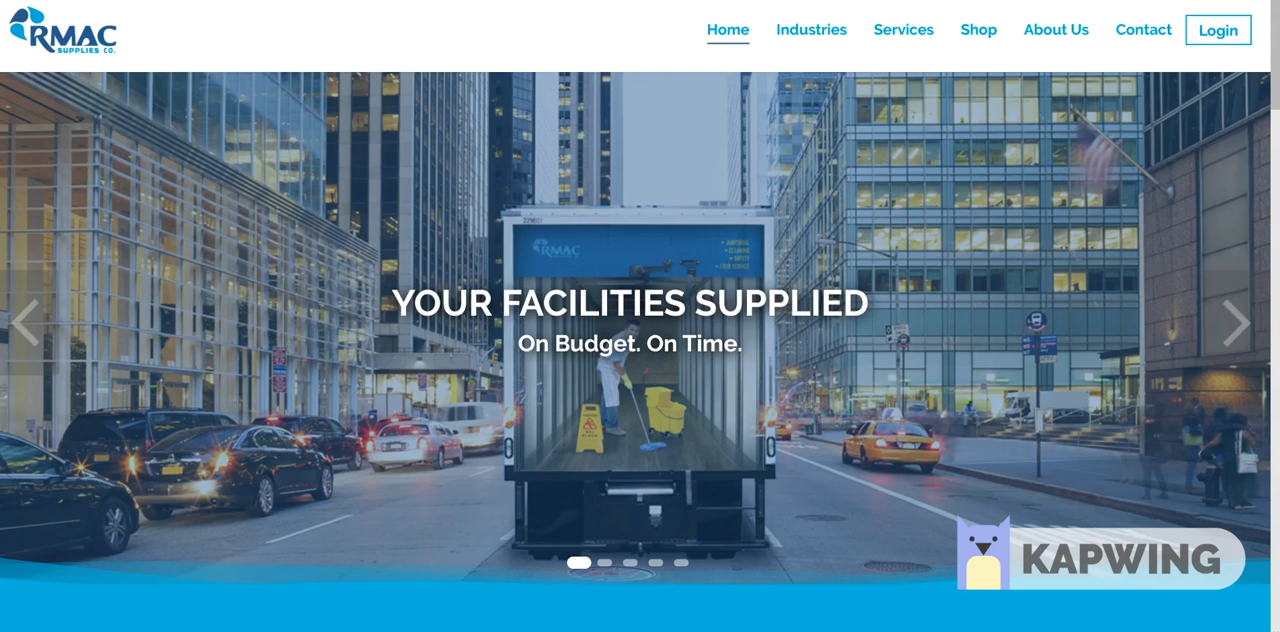 RMAC
SUPPLIES CO.
Home
Industries
Services
Shop
About Us
Contact
Login
RMAC
YOUR FACILITIES SUPPLIED
On Budget. On Time.
KAPWING